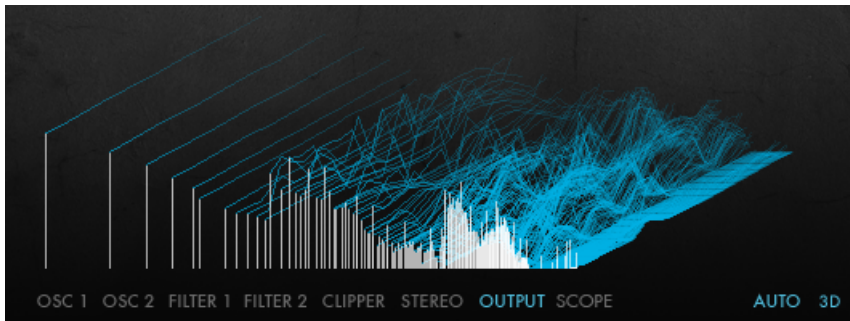 OSC 1 OSC 2 FILTER 1 FILTER 2 CLIPPER STEREO OUTPUT SCOPE AUTO 3D